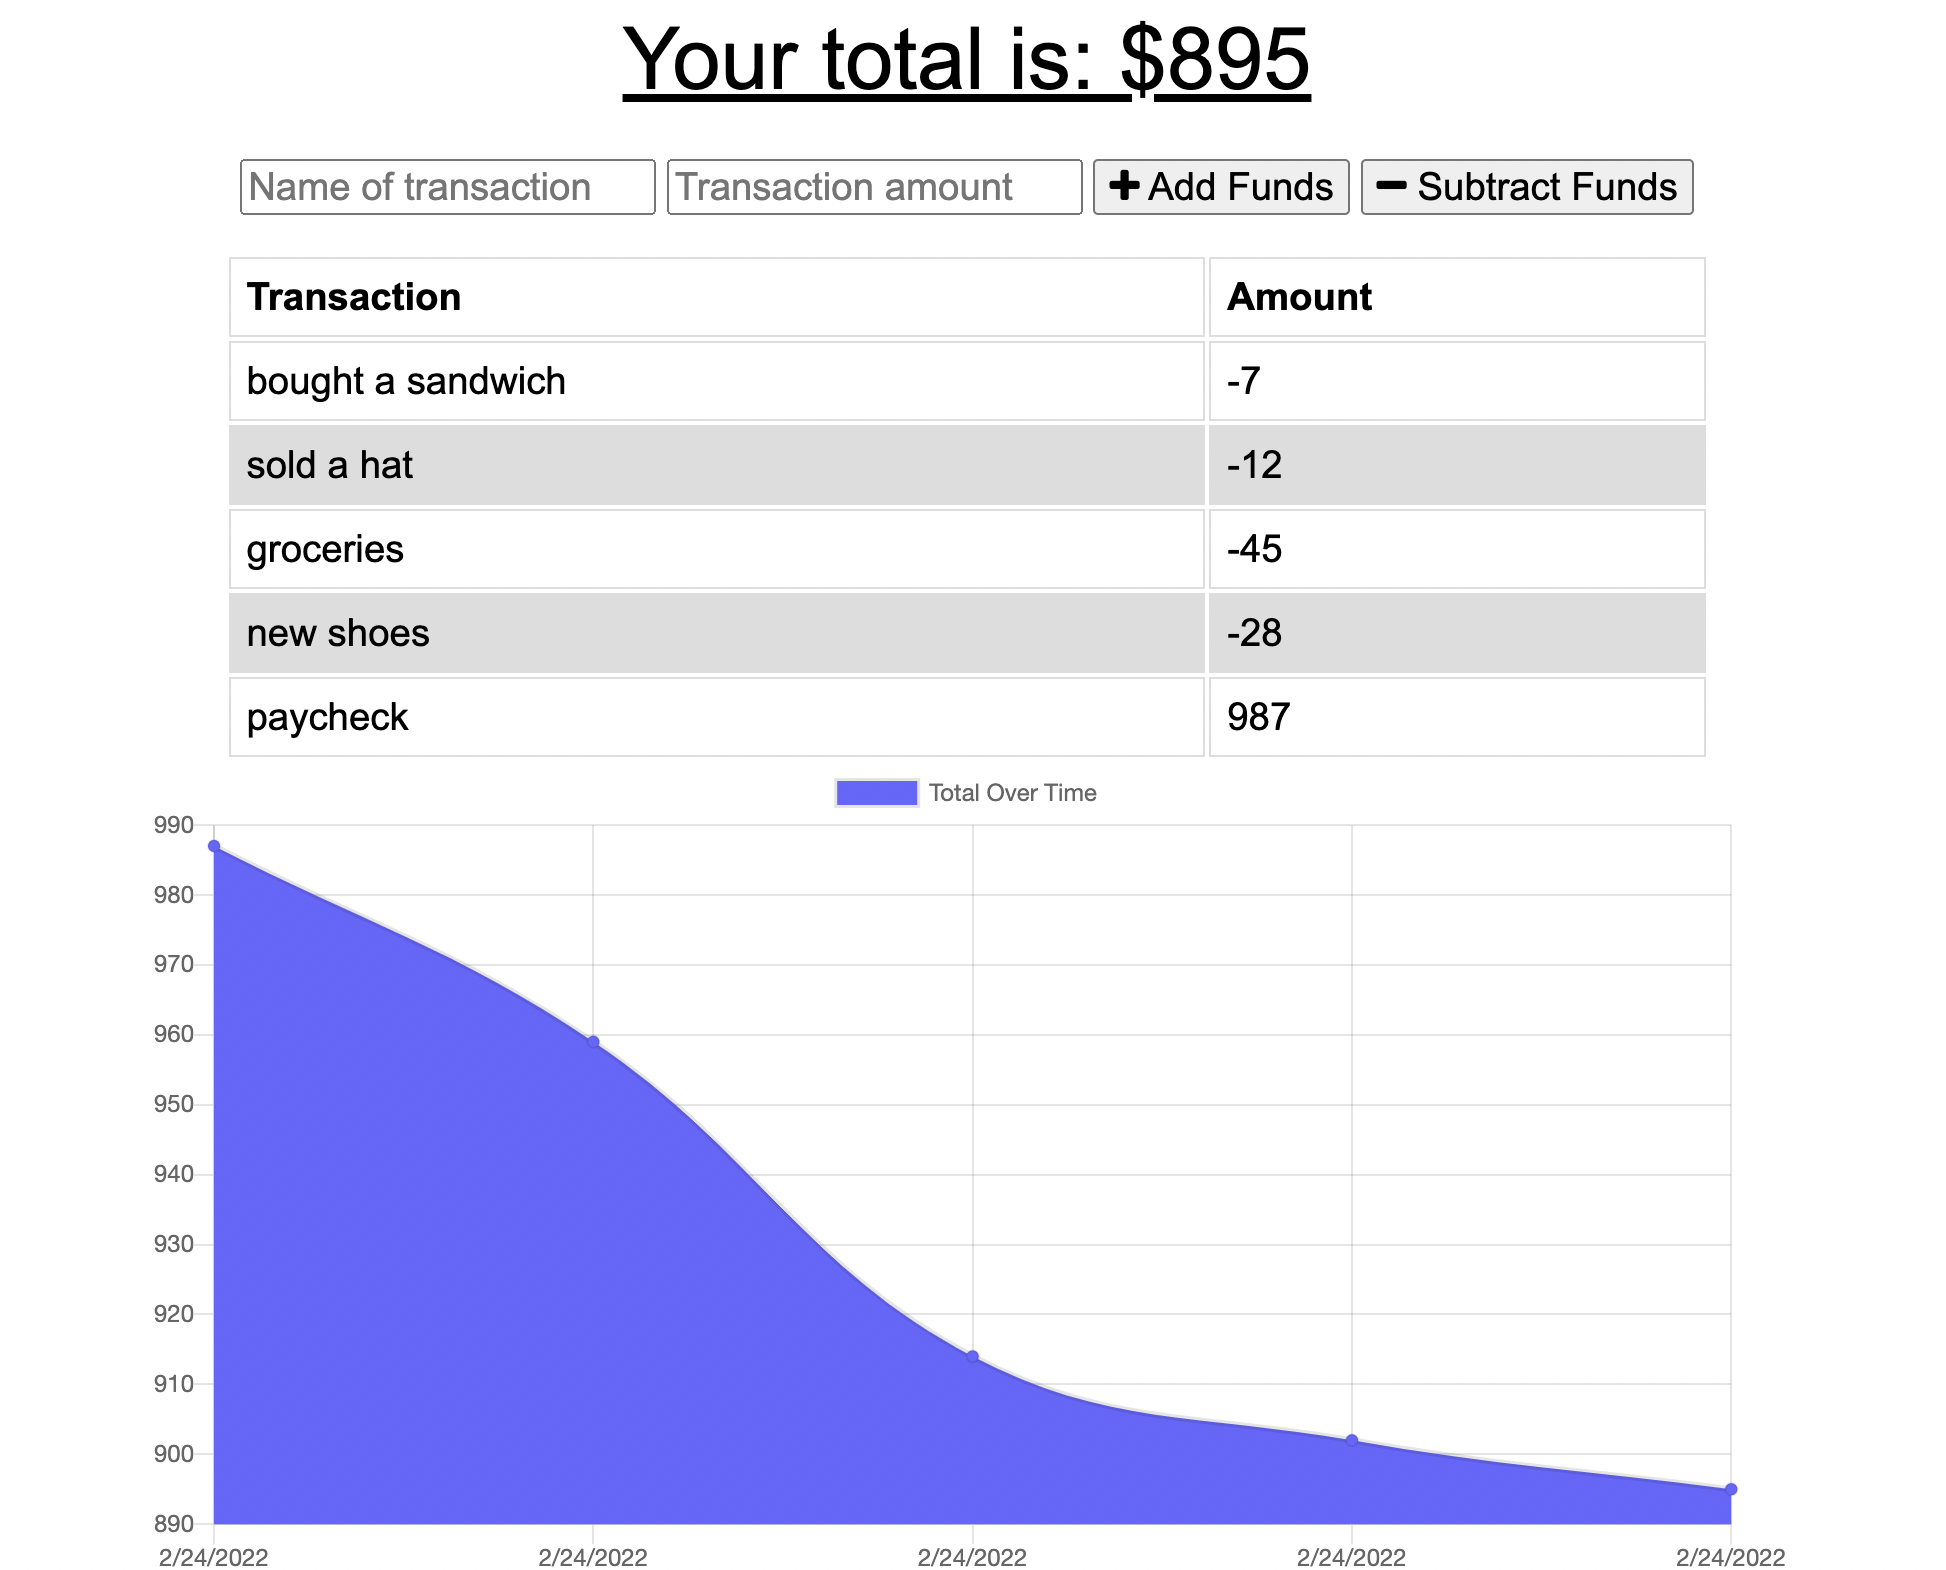 Your total is: $895
Name of transaction Transaction amount + Add Funds − Subtract Funds
Transaction Amount
bought a sandwich -7
sold a hat -12
groceries -45
new shoes -28
paycheck 987
Total Over Time
990
980
970
960
950
940
930
920
910
900
890
2/24/2022 2/24/2022 2/24/2022 2/24/2022 2/24/2022